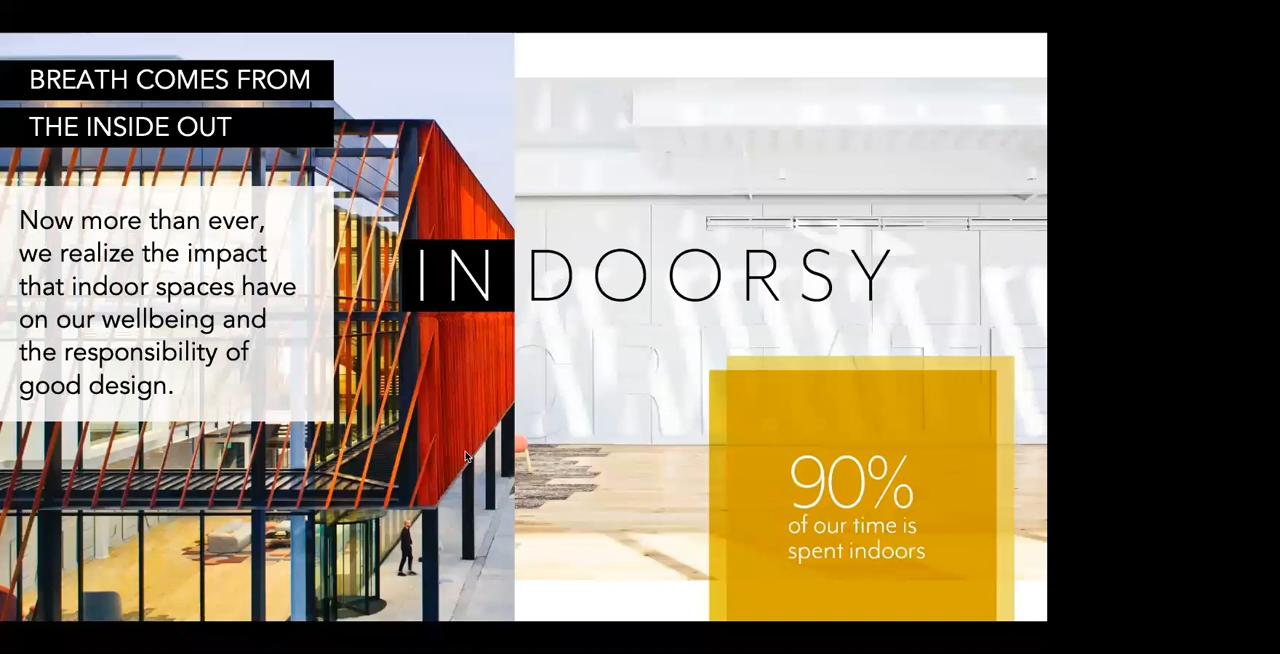 BREATH COMES FROM
THE INSIDE OUT
Now more than ever,
we realize the impact
that indoor spaces have
on our wellbeing and
the responsibility of
good design.
INDOORSY
90%
of our time is
spent indoors